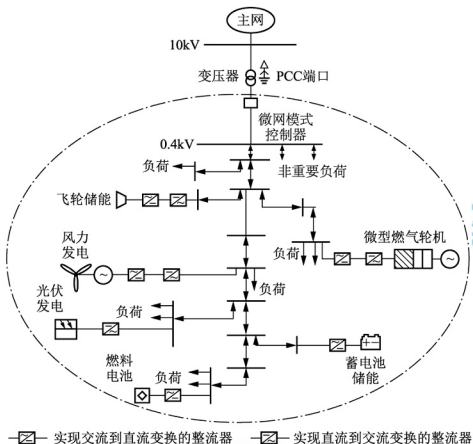 主网
10kV
变压器
PCC端口
微网模式
控制器
0.4kV
负荷
非重要负荷
飞轮储能
风力
发电
负荷
微型燃气轮机
光伏
发电
负荷
负荷
燃料
电池
负荷
蓄电池
储能
实现交流到直流变换的整流器
实现直流到交流变换的整流器